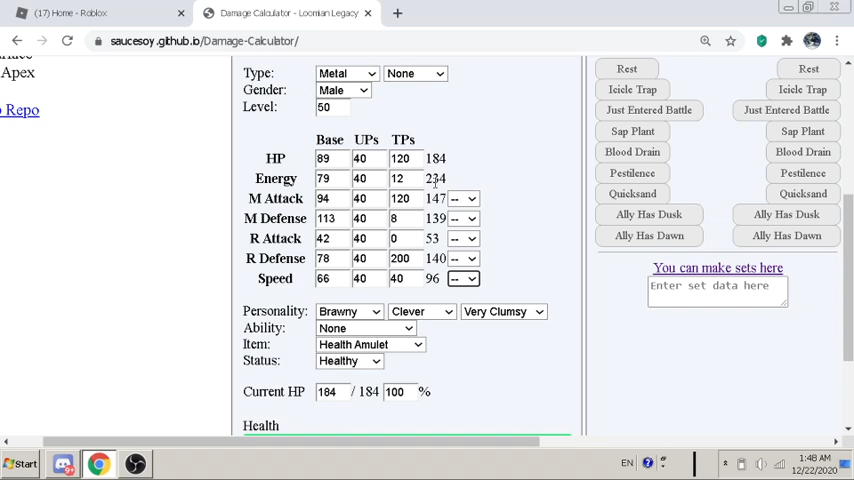 (17) Home - Roblox
Damage Calculator - Loomian Legacy
saucesoy.github.io/Damage-Calculator/
Apex
o Repo
Type: Metal None
Gender: Male
Level: 50
Base UPs TPs
HP 89 40 120 184
Energy 79 40 12 234
M Attack 94 40 120 147 --
M Defense 113 40 8 139 --
R Attack 42 40 0 53 --
R Defense 78 40 200 140 --
Speed 66 40 40 96 --
Personality: Brawny Clever Very Clumsy
Ability: None
Item: Health Amulet
Status: Healthy
Current HP 184 / 184 100 %
Health
Rest Rest
Icicle Trap Icicle Trap
Just Entered Battle Just Entered Battle
Sap Plant Sap Plant
Blood Drain Blood Drain
Pestilence Pestilence
Quicksand Quicksand
Ally Has Dusk Ally Has Dusk
Ally Has Dawn Ally Has Dawn
You can make sets here
Enter set data here
Start
EN
1:48 AM
12/22/2020